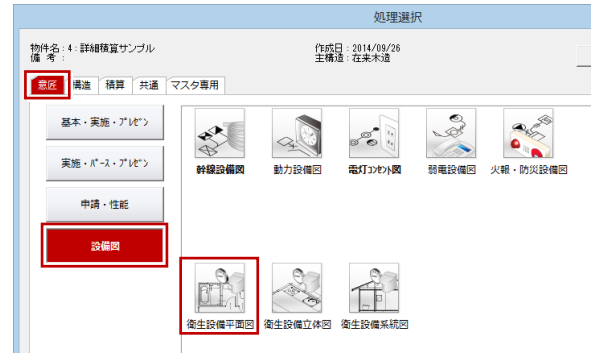 処理選択
物件名：4：詳細積算サンプル
作成日：2014/09/26
備 考：
主構造：在来木造
意匠 構造 積算 共通 マスタ専用
基本・実施・ﾌﾟﾚｾﾞﾝ
実施・ﾊﾟｰｽ・ﾌﾟﾚｾﾞﾝ
申請・性能
設備図
幹線設備図 動力設備図 電灯ｺﾝｾﾝﾄ図 弱電設備図 火報・防災設備図
衛生設備平面図 衛生設備立体図 衛生設備系統図